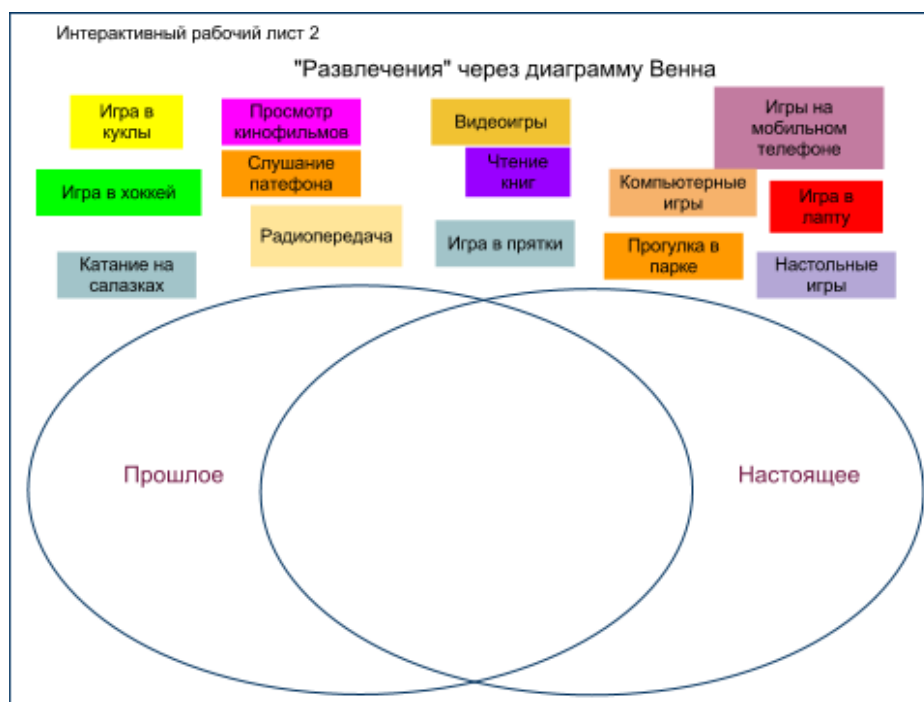 Интерактивный рабочий лист 2
"Развлечения" через диаграмму Венна
Игра в
куклы
Просмотр
кинофильмов
Видеоигры
Игры на
мобильном
телефоне
Игра в хоккей
Слушание
патефона
Чтение
книг
Компьютерные
игры
Игра в
лапту
Катание на
салазках
Радиопередача
Игра в прятки
Прогулка в
парке
Настольные
игры
Прошлое
Настоящее